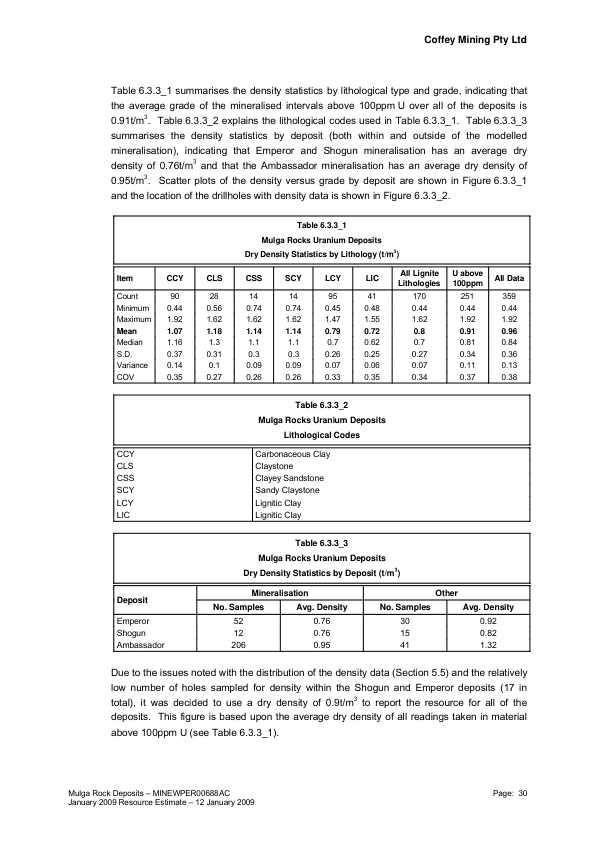 Coffey Mining Pty Ltd
Table 6.3.3_1 summarises the density statistics by lithological type and grade, indicating that
the average grade of the mineralised intervals above 100ppm U over all of the deposits is
0.91t/m³. Table 6.3.3_2 explains the lithological codes used in Table 6.3.3_1. Table 6.3.3_3
summarises the density statistics by deposit (both within and outside of the modelled
mineralisation), indicating that Emperor and Shogun mineralisation has an average dry
density of 0.76t/m³ and that the Ambassador mineralisation has an average dry density of
0.95t/m³. Scatter plots of the density versus grade by deposit are shown in Figure 6.3.3_1
and the location of the drillholes with density data is shown in Figure 6.3.3_2.
Table 6.3.3_1
Mulga Rocks Uranium Deposits
Dry Density Statistics by Lithology (t/m³)
Item CCY CLS CSS SCY LCY LIC All Lignite Lithologies U above 100ppm All Data
Count 90 28 14 14 95 41 170 251 359
Minimum 0.44 0.56 0.74 0.74 0.45 0.48 0.44 0.44 0.44
Maximum 1.92 1.62 1.62 1.62 1.47 1.55 1.62 1.92 1.92
Mean 1.07 1.18 1.14 1.14 0.79 0.72 0.8 0.91 0.96
Median 1.16 1.3 1.1 1.1 0.7 0.62 0.7 0.81 0.84
S.D. 0.37 0.31 0.3 0.3 0.26 0.25 0.27 0.34 0.36
Variance 0.14 0.1 0.09 0.09 0.07 0.06 0.07 0.11 0.13
COV 0.35 0.27 0.26 0.26 0.33 0.35 0.34 0.37 0.38
Table 6.3.3_2
Mulga Rocks Uranium Deposits
Lithological Codes
CCY Carbonaceous Clay
CLS Claystone
CSS Clayey Sandstone
SCY Sandy Claystone
LCY Lignitic Clay
LIC Lignitic Clay
Table 6.3.3_3
Mulga Rocks Uranium Deposits
Dry Density Statistics by Deposit (t/m³)
Deposit Mineralisation Other
No. Samples Avg. Density No. Samples Avg. Density
Emperor 52 0.76 30 0.92
Shogun 12 0.76 15 0.82
Ambassador 206 0.95 41 1.32
Due to the issues noted with the distribution of the density data (Section 5.5) and the relatively
low number of holes sampled for density within the Shogun and Emperor deposits (17 in
total), it was decided to use a dry density of 0.9t/m³ to report the resource for all of the
deposits. This figure is based upon the average dry density of all readings taken in material
above 100ppm U (see Table 6.3.3_1).
Mulga Rock Deposits – MINEWPER00688AC Page: 30
January 2009 Resource Estimate – 12 January 2009